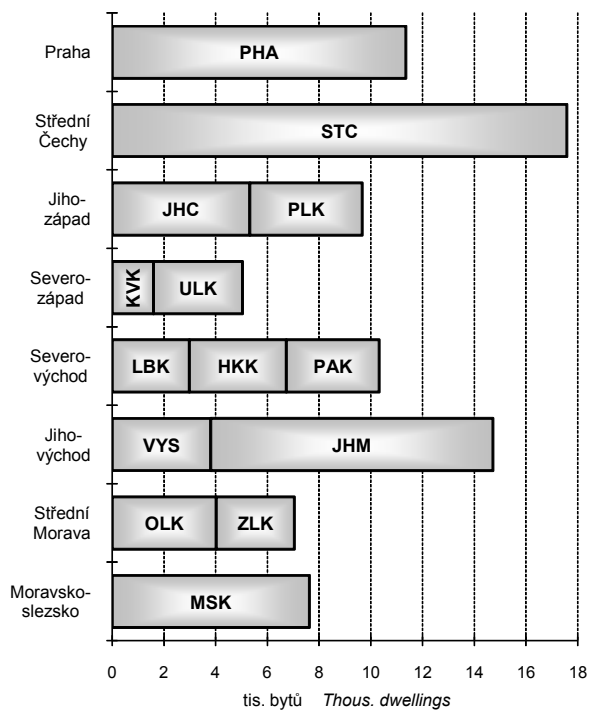 Praha
PHA
Střední
Čechy
STC
Jiho-
západ
JHC PLK
Severo-
západ
KVK ULK
Severo-
východ
LBK HKK PAK
Jiho-
východ
VYS JHM
Střední
Morava
OLK ZLK
Moravsko-
slezsko
MSK
0 2 4 6 8 10 12 14 16 18
tis. bytů Thous. dwellings